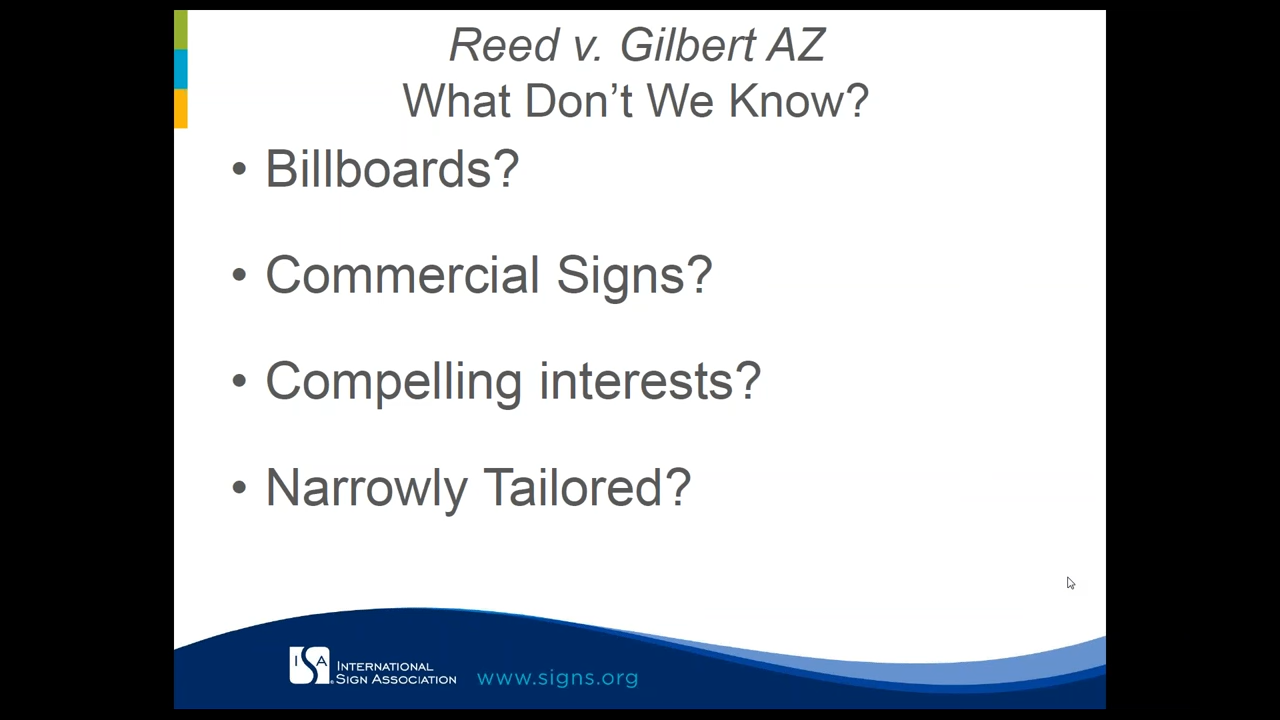 Reed v. Gilbert AZ
What Don't We Know?
• Billboards?
• Commercial Signs?
• Compelling interests?
• Narrowly Tailored?
ISA
INTERNATIONAL
SIGN ASSOCIATION
www.signs.org